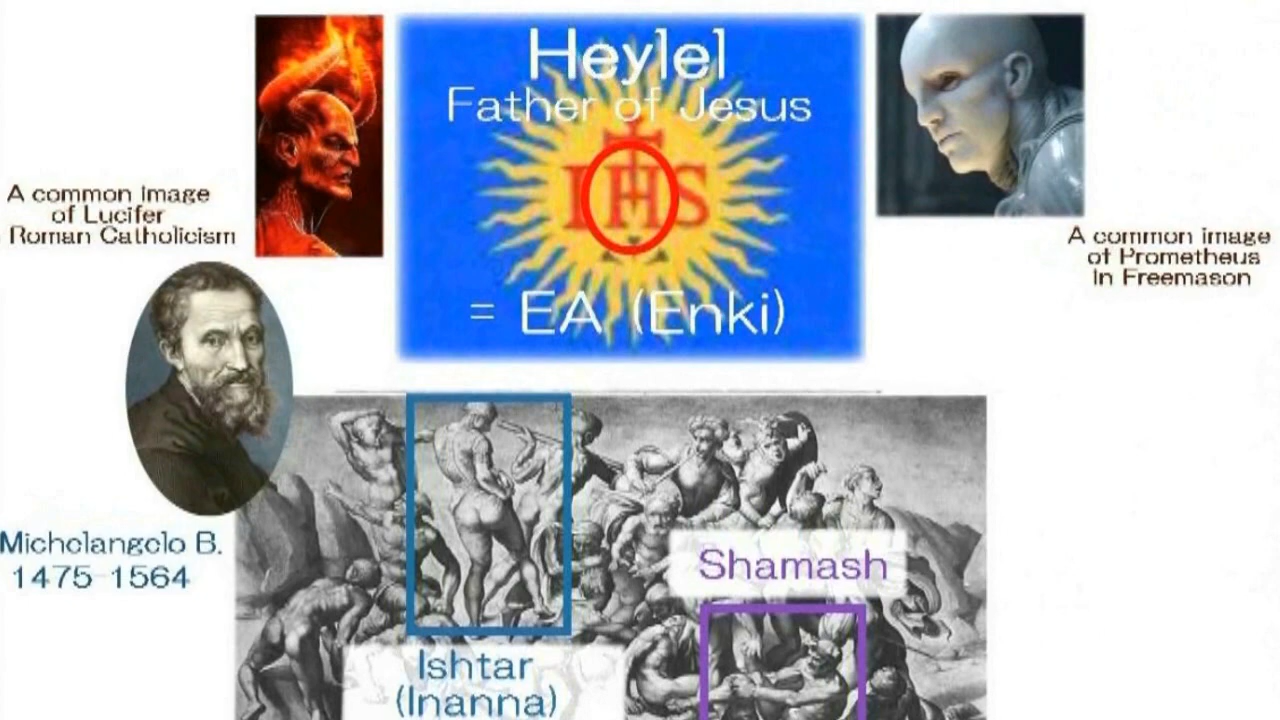 Heylel
Father of Jesus
IHS
= EA (Enki)
A common image
of Lucifer
Roman Catholicism
A common image
of Prometheus
In Freemason
Michelangelo B.
1475-1564
Shamash
Ishtar
(Inanna)